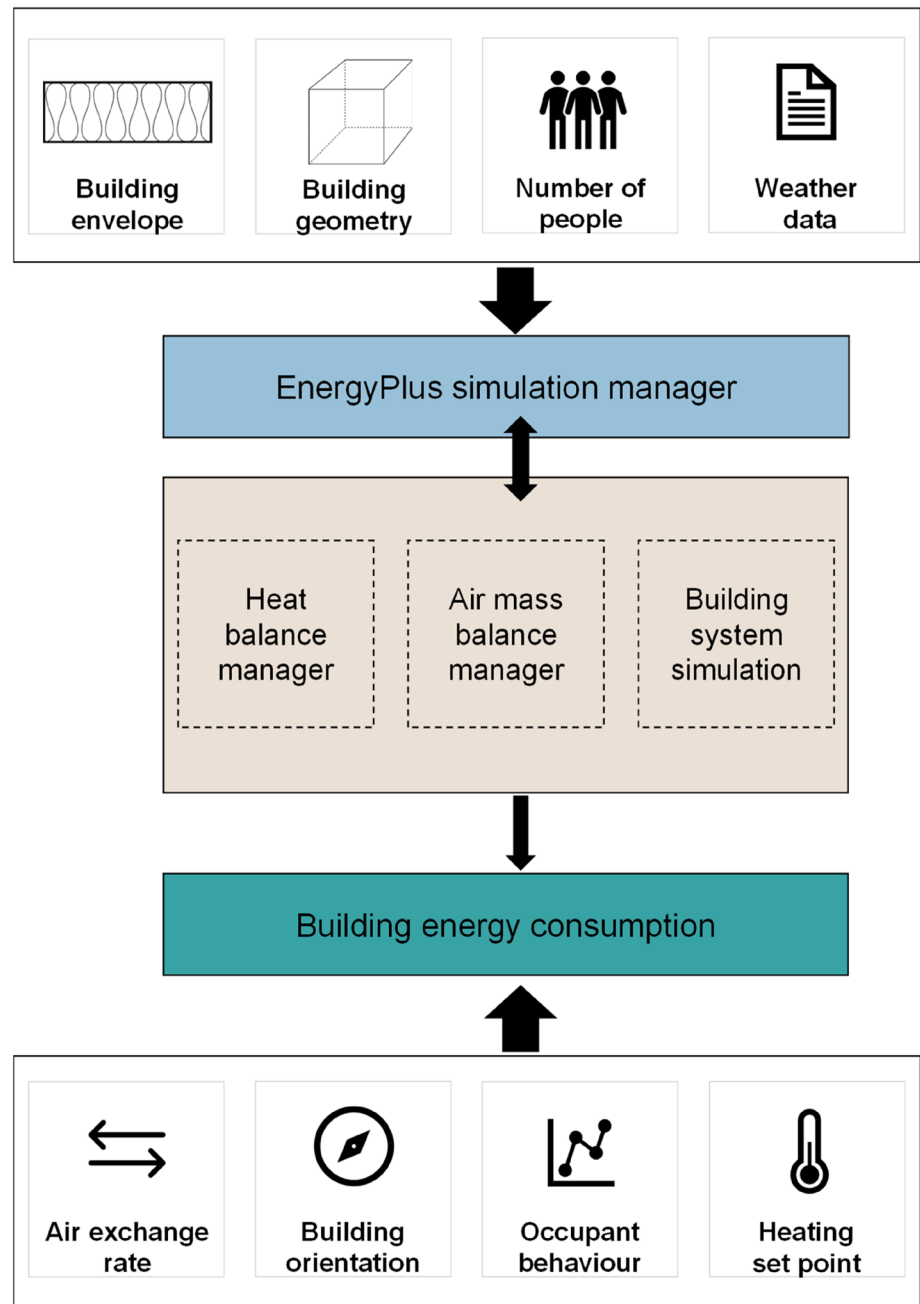 Building
envelope
Building
geometry
Number of
people
Weather
data
EnergyPlus simulation manager
Heat
balance
manager
Air mass
balance
manager
Building
system
simulation
Building energy consumption
Air exchange
rate
Building
orientation
Occupant
behaviour
Heating
set point